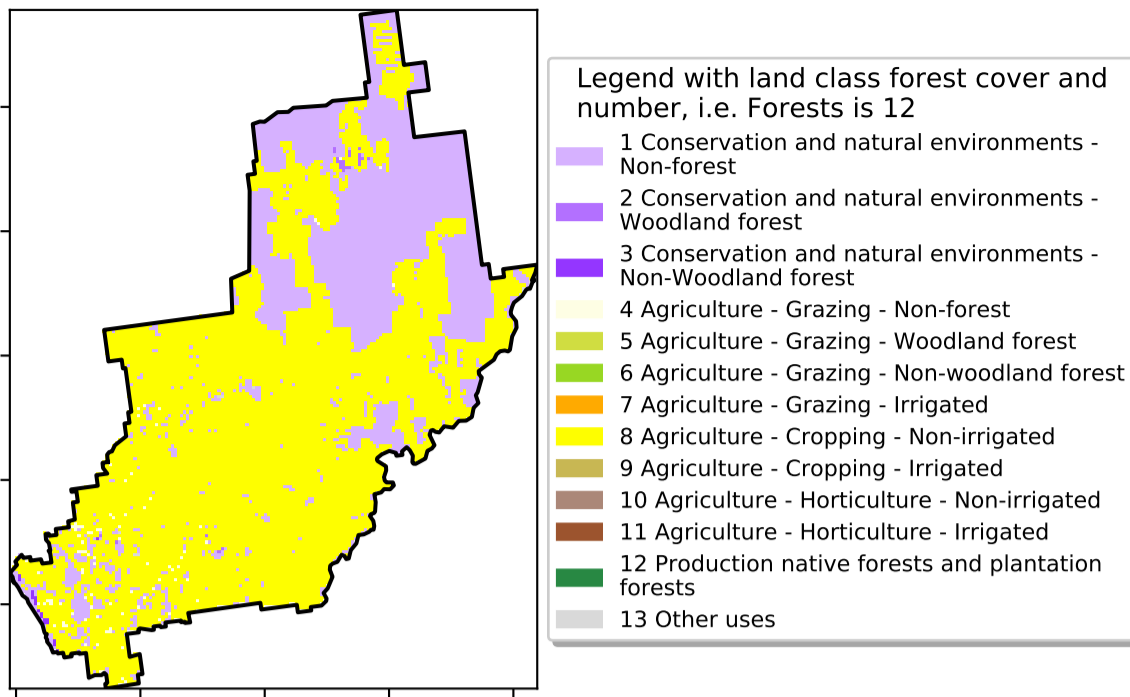 Legend with land class forest cover and
number, i.e. Forests is 12
1 Conservation and natural environments -
Non-forest
2 Conservation and natural environments -
Woodland forest
3 Conservation and natural environments -
Non-Woodland forest
4 Agriculture - Grazing - Non-forest
5 Agriculture - Grazing - Woodland forest
6 Agriculture - Grazing - Non-woodland forest
7 Agriculture - Grazing - Irrigated
8 Agriculture - Cropping - Non-irrigated
9 Agriculture - Cropping - Irrigated
10 Agriculture - Horticulture - Non-irrigated
11 Agriculture - Horticulture - Irrigated
12 Production native forests and plantation
forests
13 Other uses